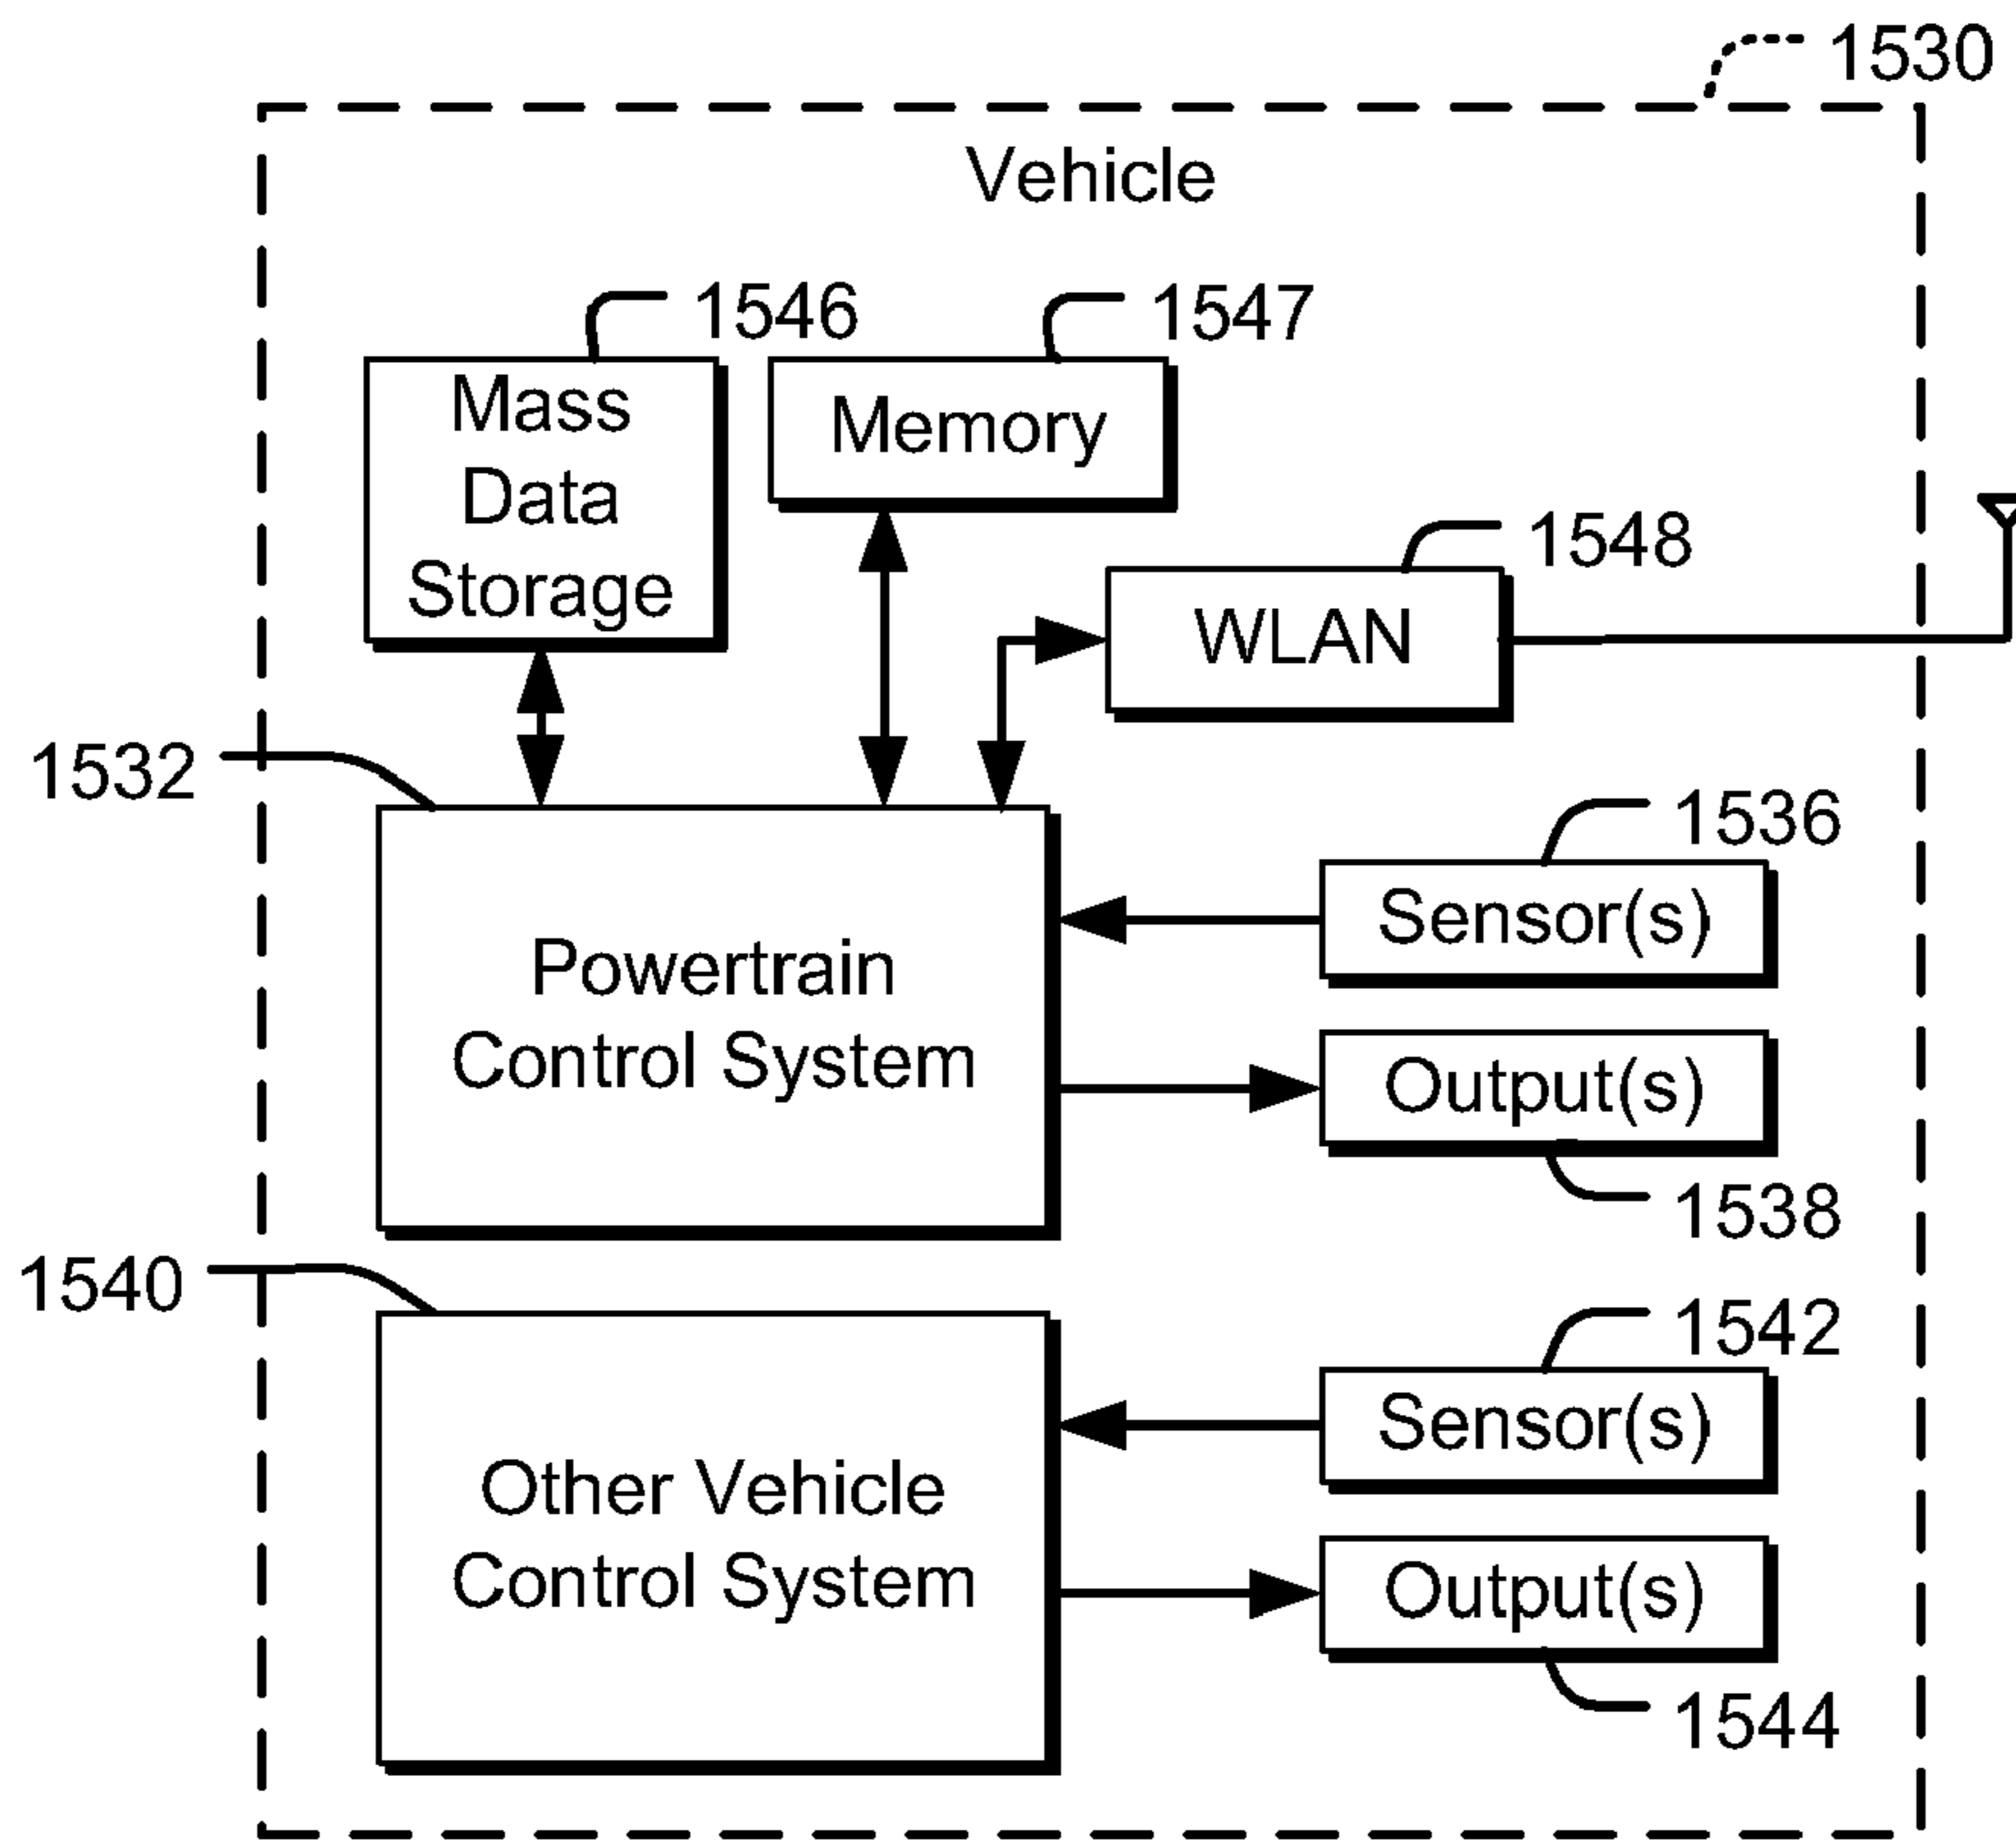 1530
Vehicle
1546
1547
Mass
Data
Storage
Memory
1548
WLAN
1532
1536
Sensor(s)
Powertrain
Control System
Output(s)
1538
1540
1542
Sensor(s)
Other Vehicle
Control System
Output(s)
1544